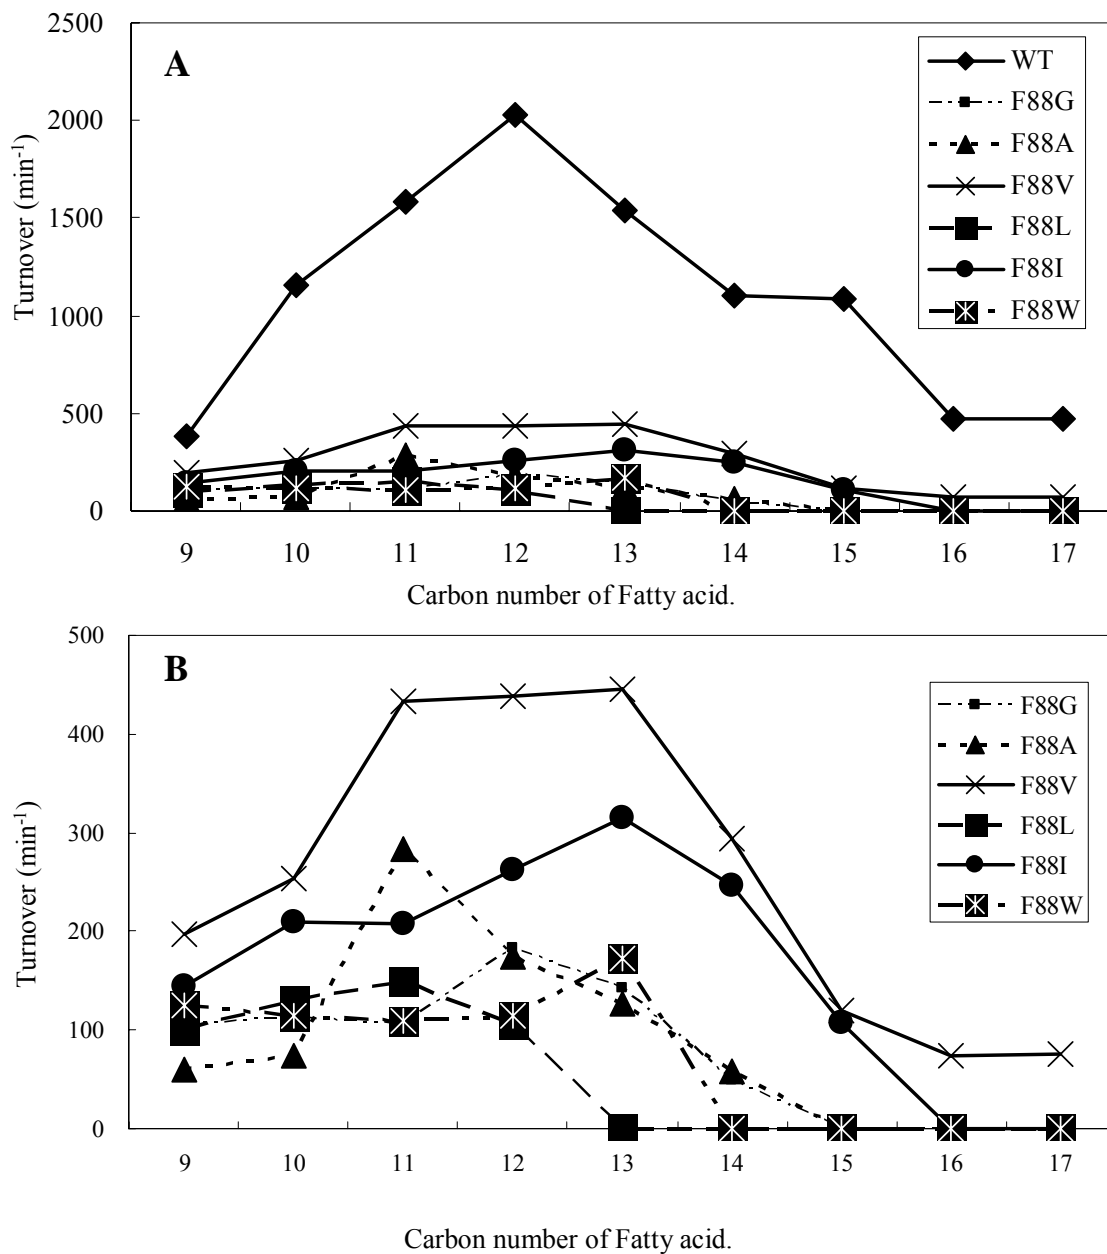 2500
2000
1500
1000
500
0
Turnover (min-1)
A
WT
F88G
F88A
F88V
F88L
F88I
F88W
9 10 11 12 13 14 15 16 17
Carbon number of Fatty acid.
500
400
300
200
100
0
Turnover (min-1)
B
F88G
F88A
F88V
F88L
F88I
F88W
9 10 11 12 13 14 15 16 17
Carbon number of Fatty acid.